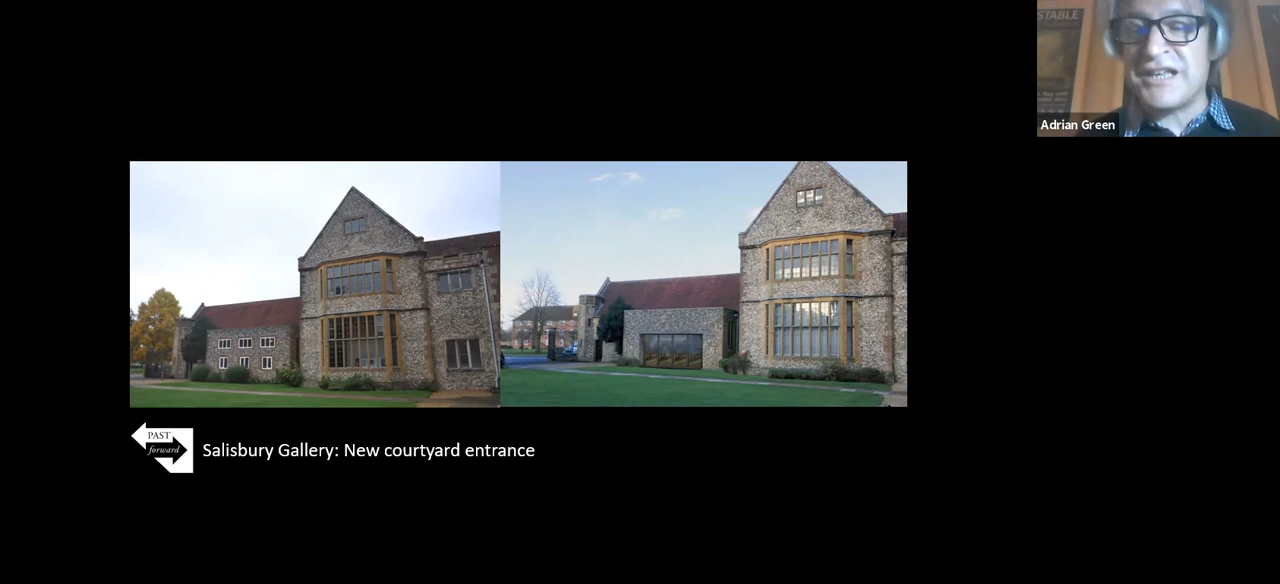 STABLE
Adrian Green
PAST
forward
Salisbury Gallery: New courtyard entrance